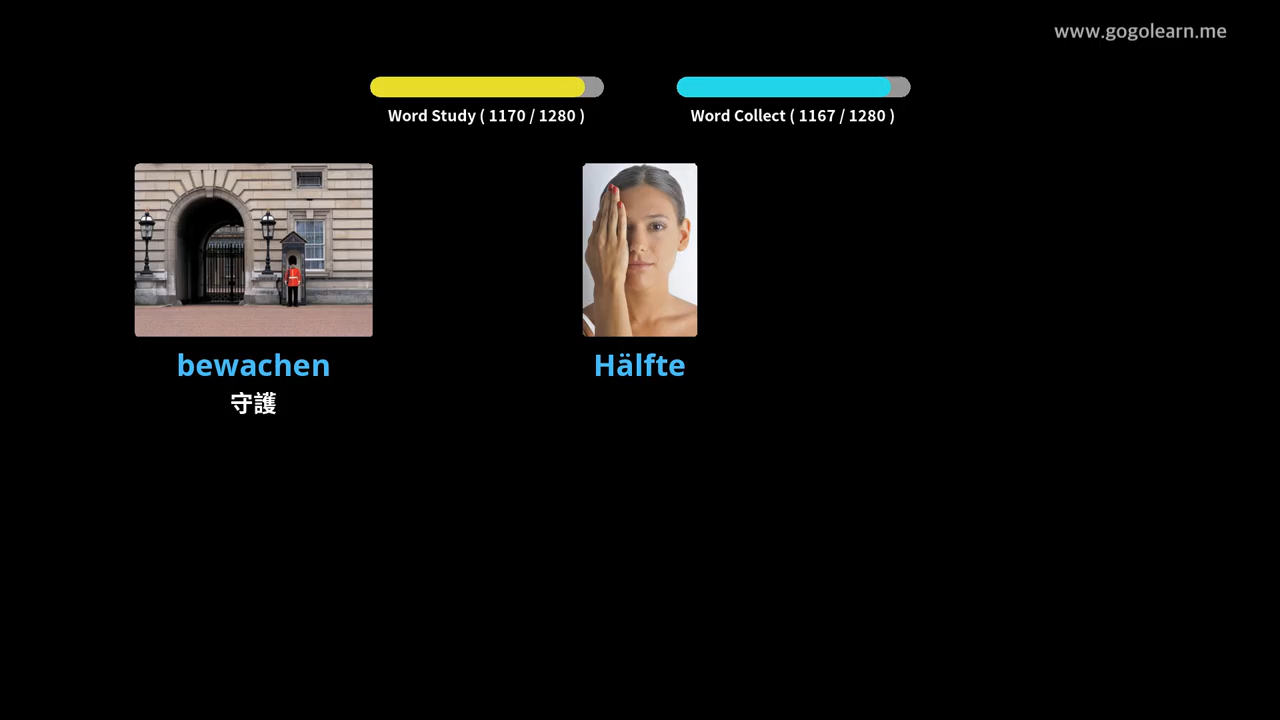 www.gogolearn.me
Word Study ( 1170 / 1280 )
Word Collect ( 1167 / 1280 )
bewachen
守護
Hälfte